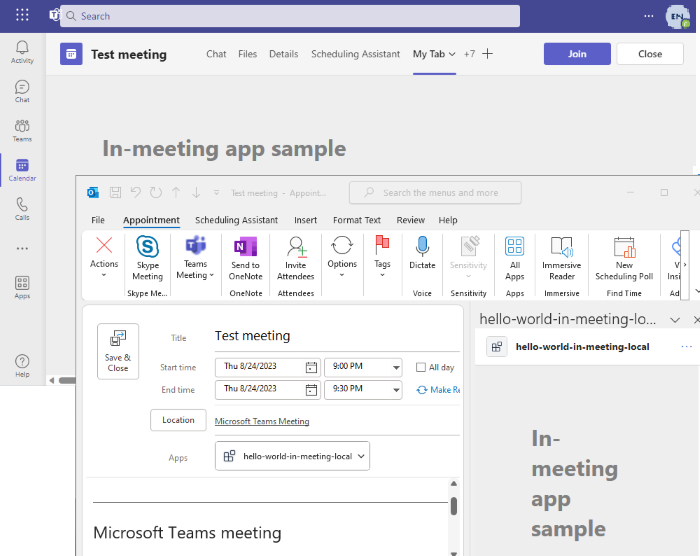 Search
EN
Test meeting
Chat Files Details Scheduling Assistant My Tab +7
Join
Close
Activity
Chat
Teams
Calendar
Calls
Apps
Help
In-meeting app sample
Test meeting - Appoint...
Search the menus and more
File Appointment Scheduling Assistant Insert Format Text Review Help
Actions
Skype Meeting
Teams Meeting
Send to OneNote
Invite Attendees
Options
Tags
Dictate
Sensitivity
All Apps
Immersive Reader
New Scheduling Poll
Skype Me... OneNote Attendees Voice Sensitivity Apps Immersive Find Time
Save & Close
Title Test meeting
Start time Thu 8/24/2023 9:00 PM All day
End time Thu 8/24/2023 9:30 PM Make Re
Location Microsoft Teams Meeting
Apps hello-world-in-meeting-local
Microsoft Teams meeting
hello-world-in-meeting-lo...
hello-world-in-meeting-local
In-
meeting
app
sample